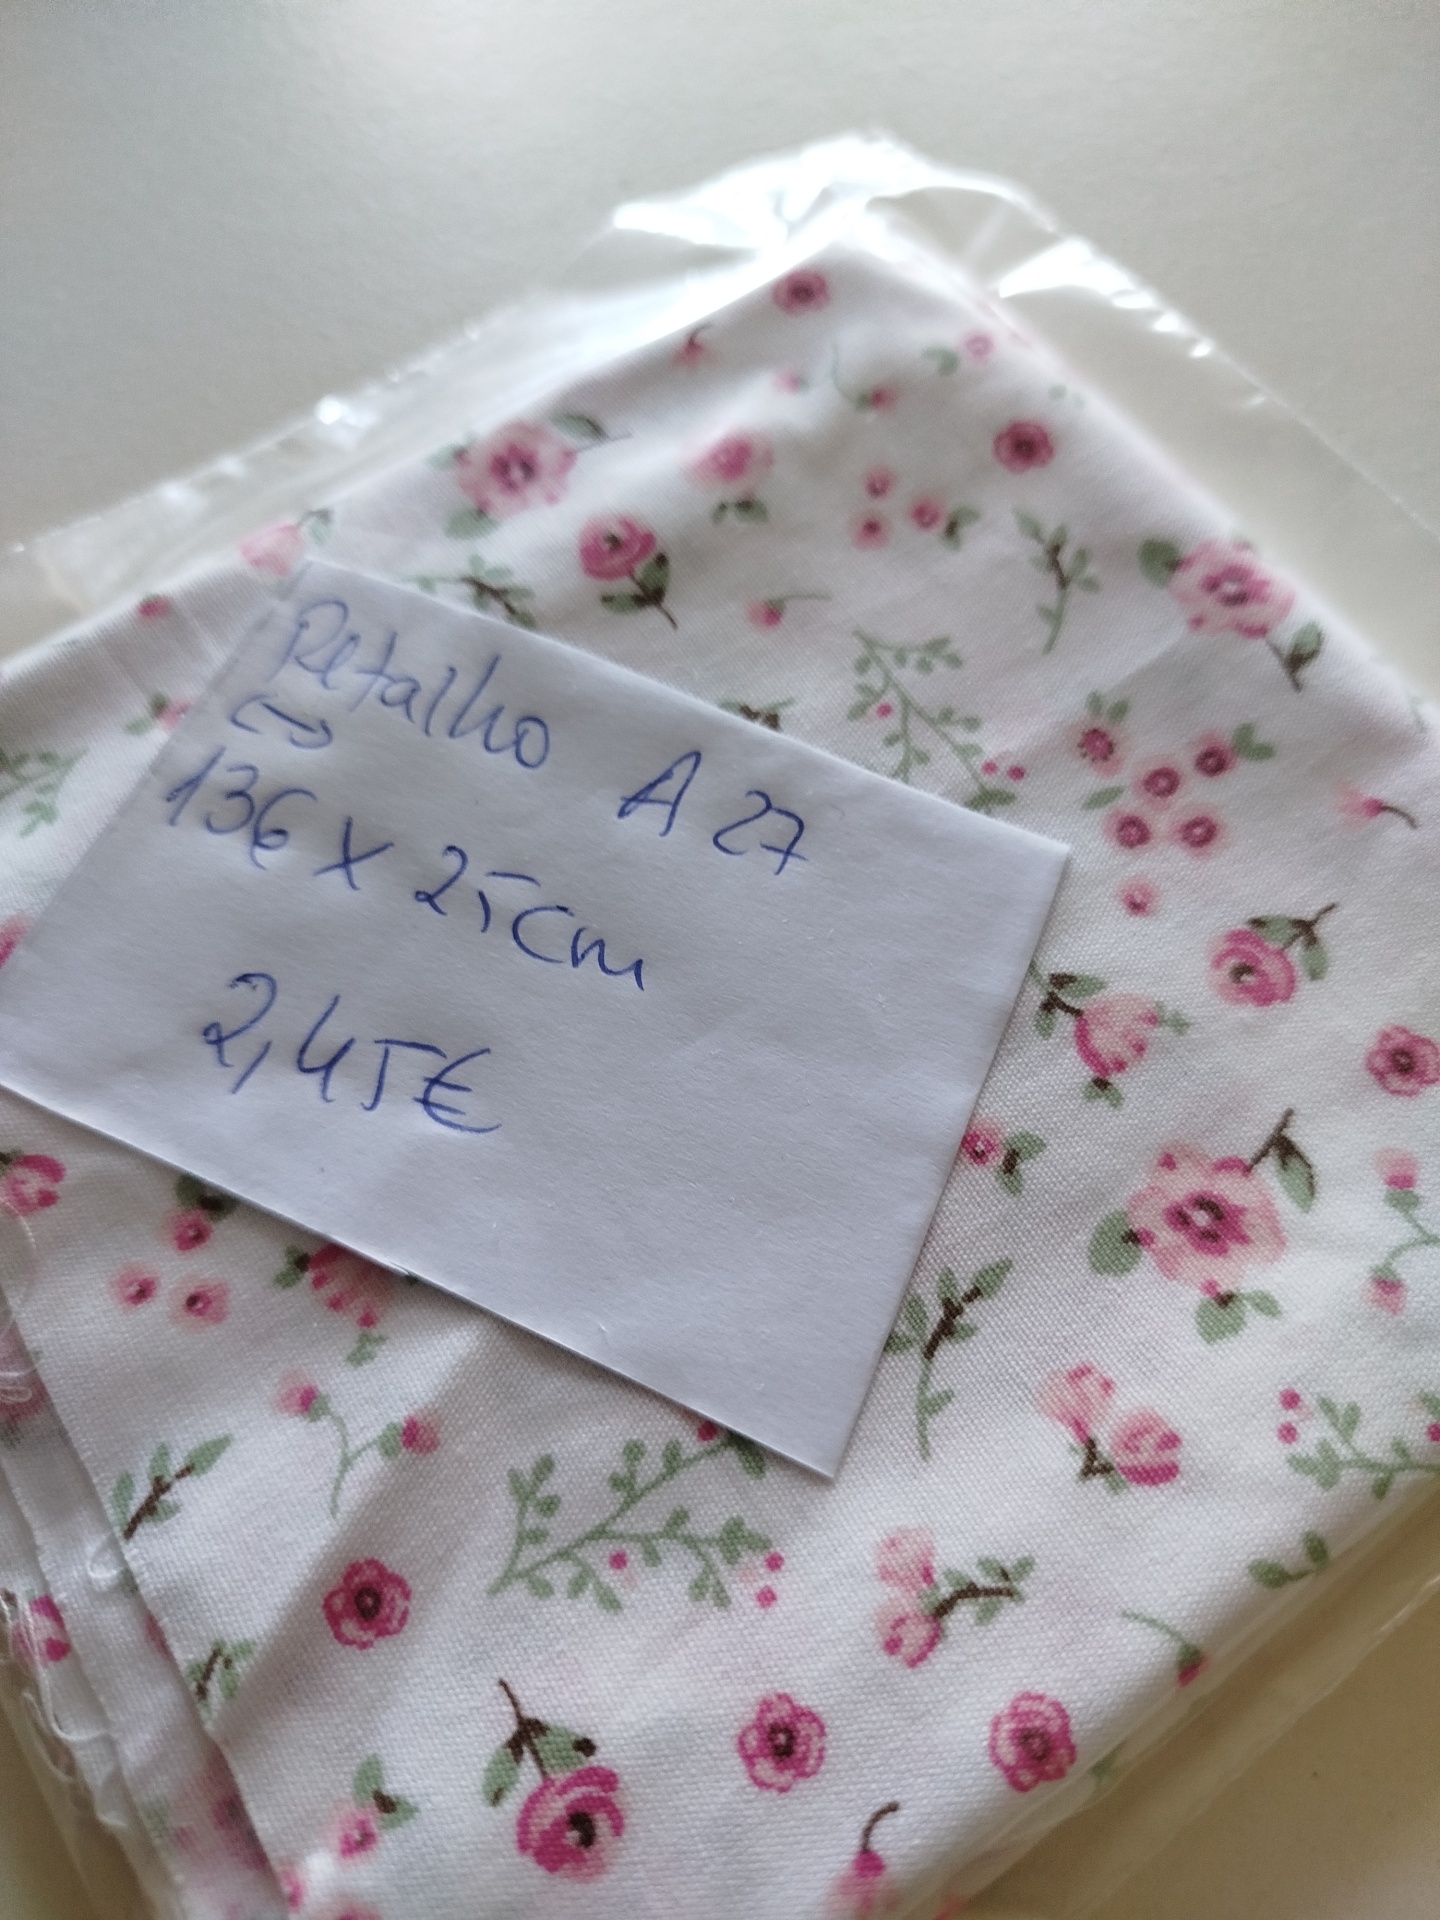 Retalho A27
↔
136 x 25cm
2,45€